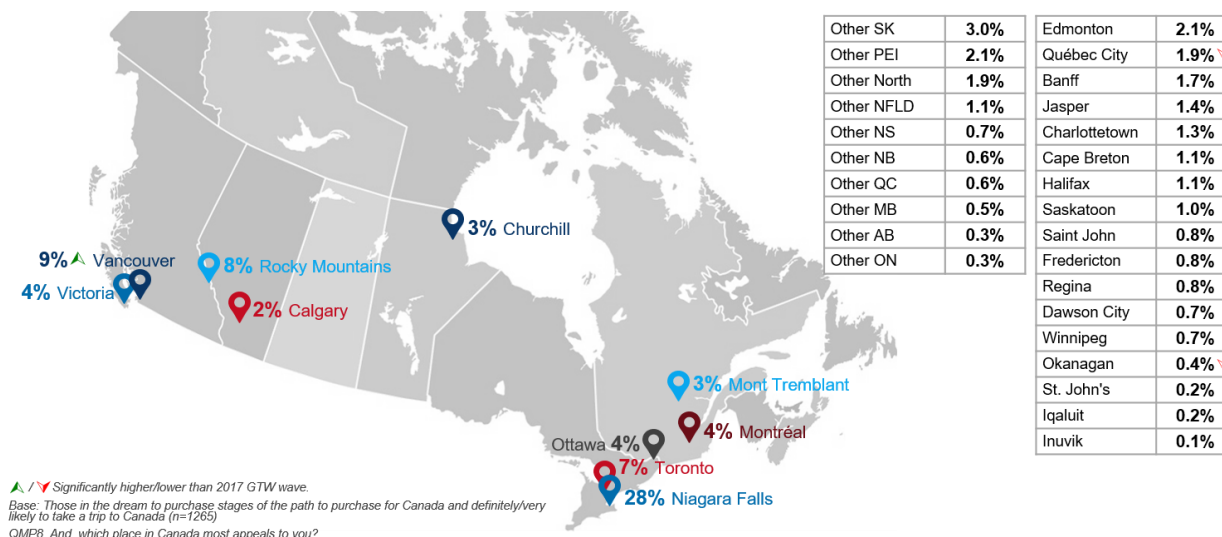 Other SK 3.0%
Other PEI 2.1%
Other North 1.9%
Other NFLD 1.1%
Other NS 0.7%
Other NB 0.6%
Other QC 0.6%
Other MB 0.5%
Other AB 0.3%
Other ON 0.3%
Edmonton 2.1%
Québec City 1.9%
Banff 1.7%
Jasper 1.4%
Charlottetown 1.3%
Cape Breton 1.1%
Halifax 1.1%
Saskatoon 1.0%
Saint John 0.8%
Fredericton 0.8%
Regina 0.8%
Dawson City 0.7%
Winnipeg 0.7%
Okanagan 0.4%
St. John's 0.2%
Iqaluit 0.2%
Inuvik 0.1%
3% Churchill
9% Vancouver
8% Rocky Mountains
4% Victoria
2% Calgary
3% Mont Tremblant
4% Montréal
Ottawa 4%
7% Toronto
28% Niagara Falls
/ Significantly higher/lower than 2017 GTW wave.
Base: Those in the dream to purchase stages of the path to purchase for Canada and definitely/very
likely to take a trip to Canada (n=1265)
QMP8. And, which place in Canada most appeals to you?